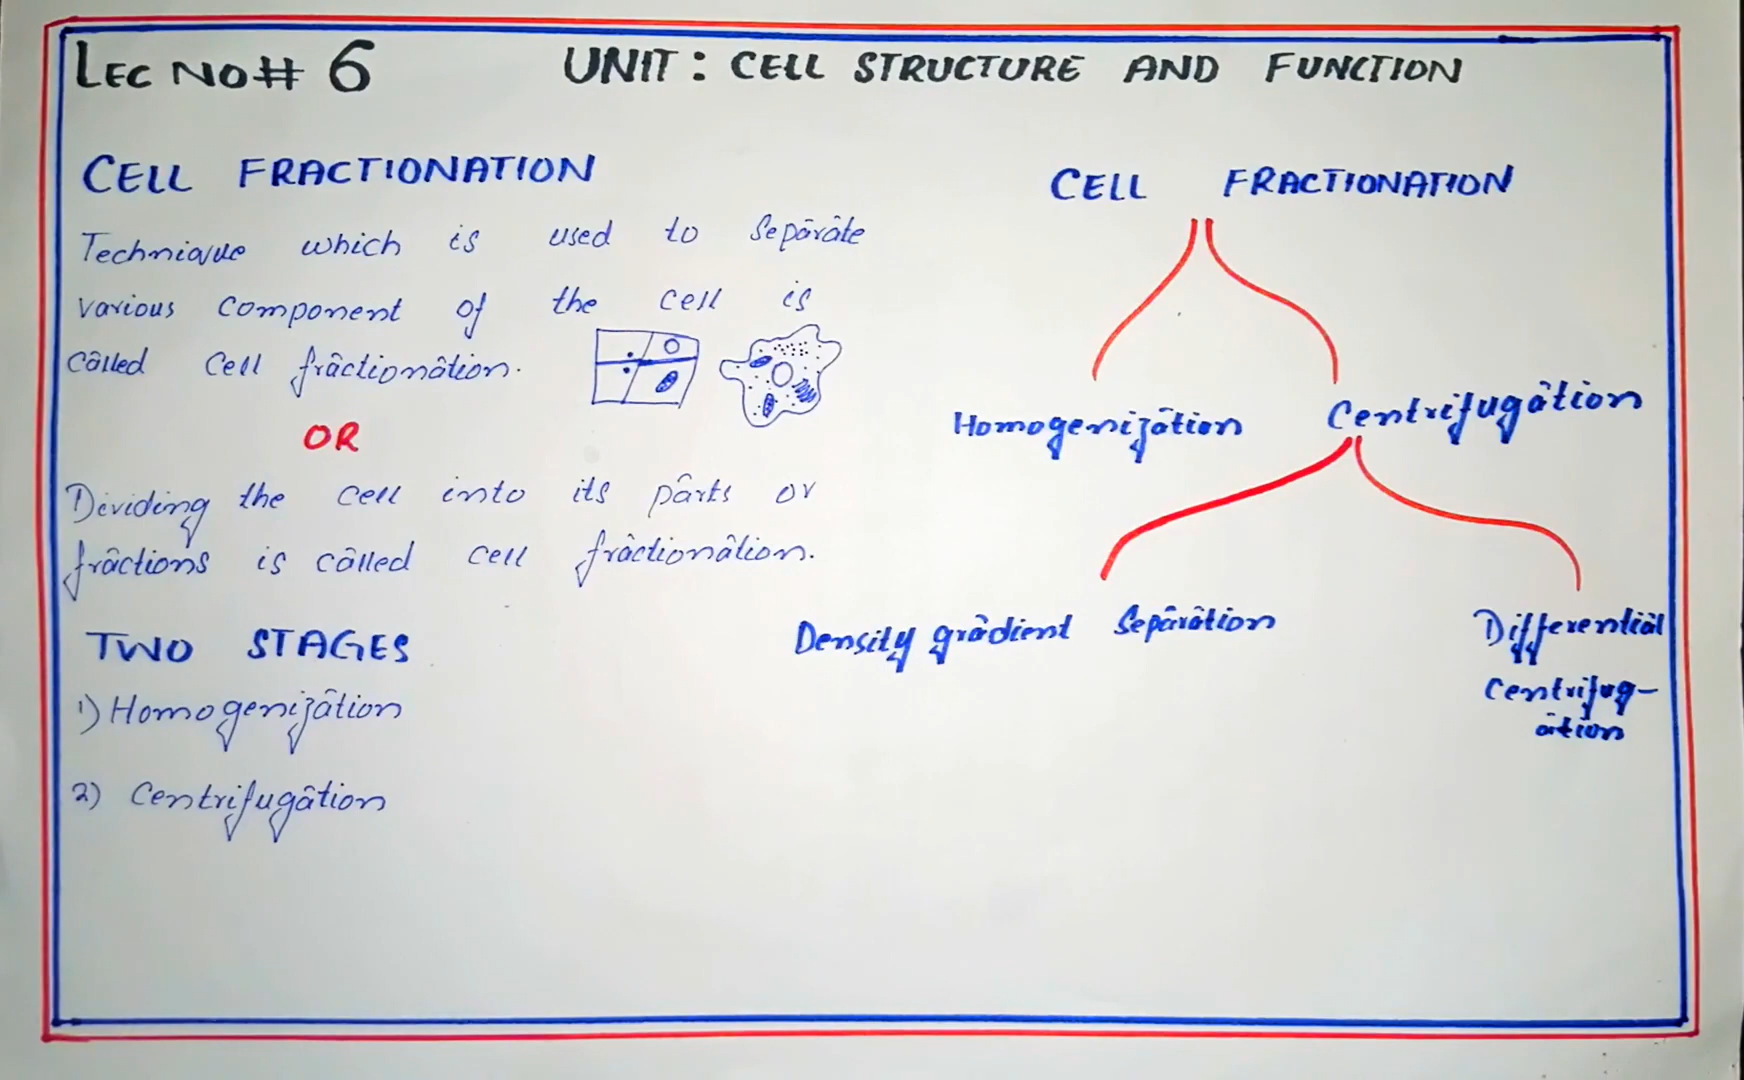 LEC NO# 6
UNIT: CELL STRUCTURE AND FUNCTION
CELL FRACTIONATION
Technique which is used to separate
various component of the cell is
called cell fractionation.
OR
Dividing the cell into its parts or
fractions is called cell fractionation.
TWO STAGES
1) Homogenization
2) Centrifugation
CELL FRACTIONATION
Homogenization
Centrifugation
Density gradient Separation
Differential
Centrifug-
ation